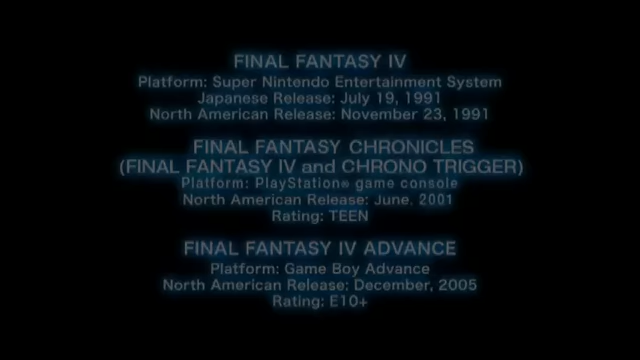 FINAL FANTASY IV
Platform: Super Nintendo Entertainment System
Japanese Release: July 19, 1991
North American Release: November 23, 1991
FINAL FANTASY CHRONICLES
(FINAL FANTASY IV and CHRONO TRIGGER)
Platform: PlayStation® game console
North American Release: June, 2001
Rating: TEEN
FINAL FANTASY IV ADVANCE
Platform: Game Boy Advance
North American Release: December, 2005
Rating: E10+